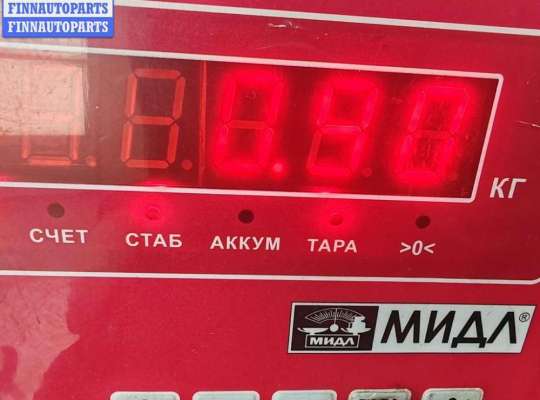 FINNAUTOPARTS
FINNAUTOPARTS
КГ
СЧЕТ СТАБ АККУМ ТАРА >0<
МИДЛ МИДЛ®